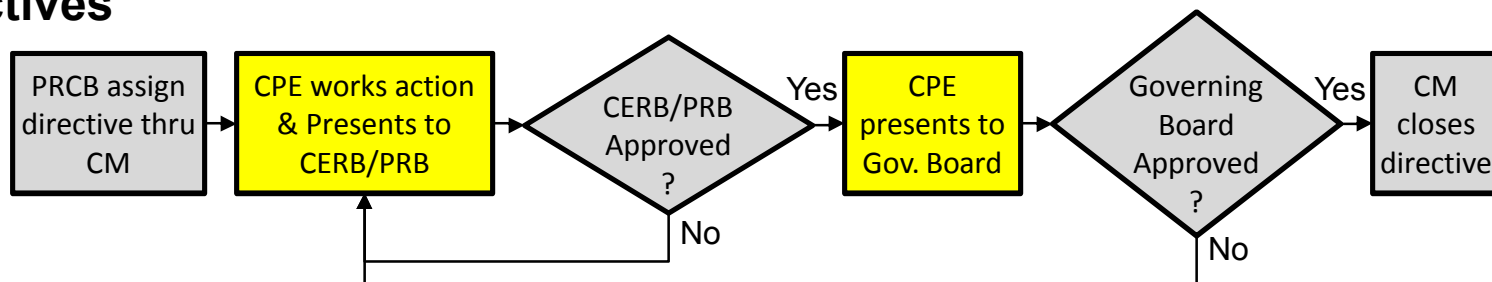 ctives
PRCB assign
directive thru
CM
CPE works action
& Presents to
CERB/PRB
CERB/PRB
Approved
?
Yes
No
CPE
presents to
Gov. Board
Governing
Board
Approved
?
Yes
No
CM
closes
directive